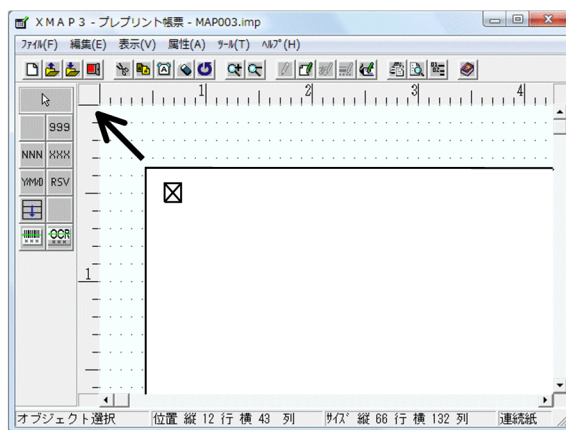 XMAP3 - プレプリント帳票 - MAP003.imp
ﾌｧｲﾙ(F) 編集(E) 表示(V) 属性(A) ﾂｰﾙ(T) ﾍﾙﾌﾟ(H)
1 2 3 4
999
NNN XXX
YMD RSV
OCR
1
オブジェクト選択 位置 縦 12 行 横 43 列 ｻｲｽﾞ 縦 66 行 横 132 列 連続紙